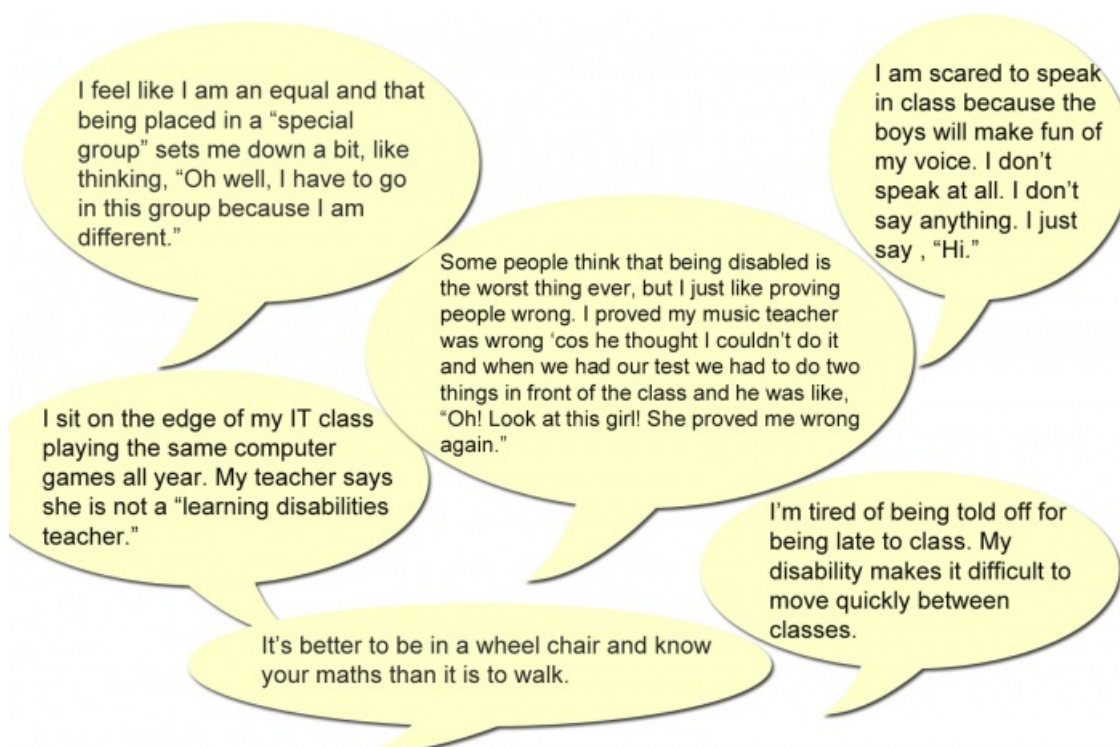 I feel like I am an equal and that
being placed in a “special
group” sets me down a bit, like
thinking, “Oh well, I have to go
in this group because I am
different.”
I am scared to speak
in class because the
boys will make fun of
my voice. I don’t
speak at all. I don’t
say anything. I just
say , “Hi.”
Some people think that being disabled is
the worst thing ever, but I just like proving
people wrong. I proved my music teacher
was wrong ‘cos he thought I couldn’t do it
and when we had our test we had to do two
things in front of the class and he was like,
“Oh! Look at this girl! She proved me wrong
again.”
I sit on the edge of my IT class
playing the same computer
games all year. My teacher says
she is not a “learning disabilities
teacher.”
I’m tired of being told off for
being late to class. My
disability makes it difficult to
move quickly between
classes.
It’s better to be in a wheel chair and know
your maths than it is to walk.